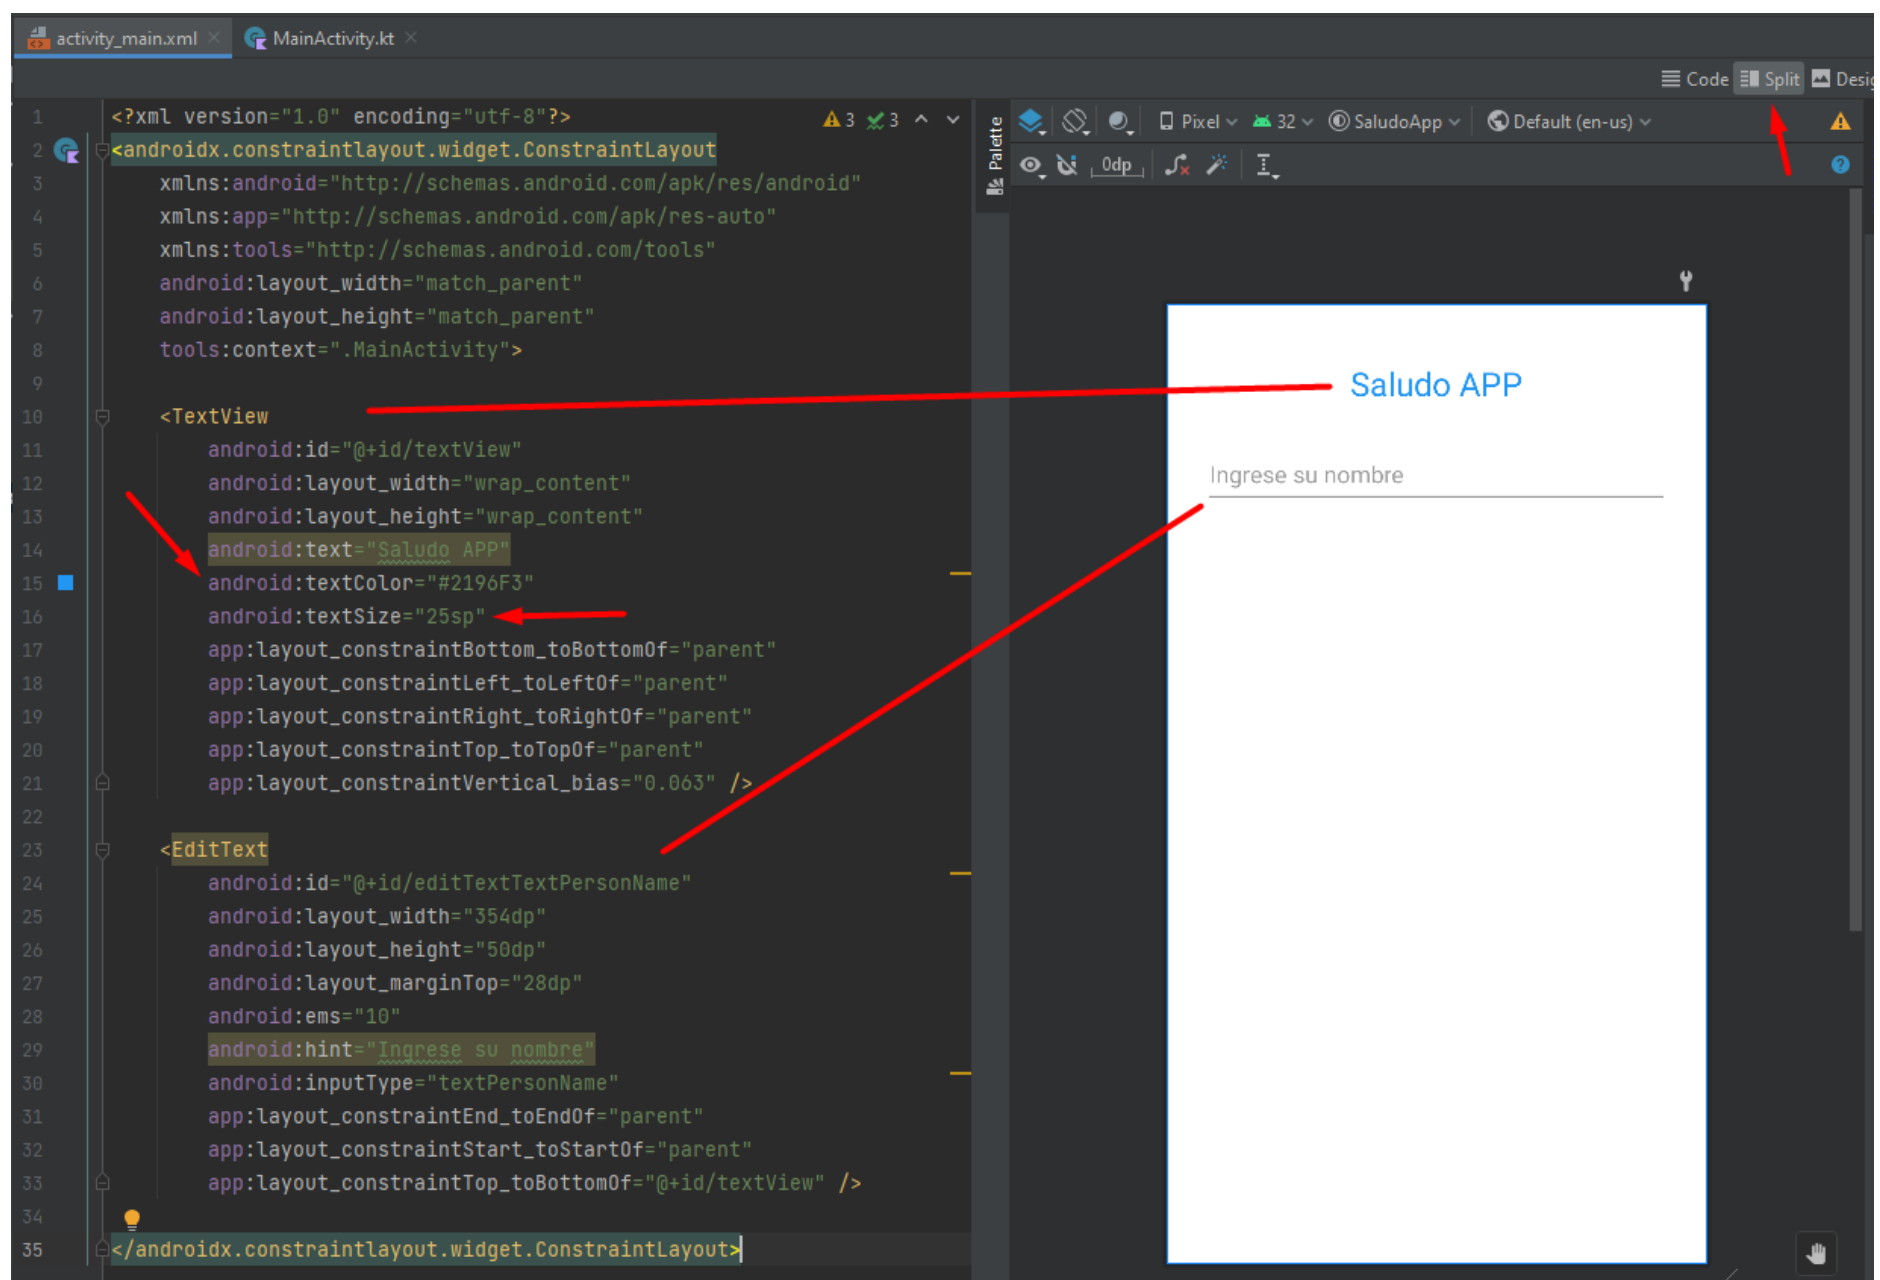 activity_main.xml
MainActivity.kt
Code Split Desig
1 <?xml version="1.0" encoding="utf-8"?> 3 3
2 <androidx.constraintlayout.widget.ConstraintLayout
3 xmlns:android="http://schemas.android.com/apk/res/android"
4 xmlns:app="http://schemas.android.com/apk/res-auto"
5 xmlns:tools="http://schemas.android.com/tools"
6 android:layout_width="match_parent"
7 android:layout_height="match_parent"
8 tools:context=".MainActivity">
9
10 <TextView
11 android:id="@+id/textView"
12 android:layout_width="wrap_content"
13 android:layout_height="wrap_content"
14 android:text="Saludo APP"
15 android:textColor="#2196F3"
16 android:textSize="25sp"
17 app:layout_constraintBottom_toBottomOf="parent"
18 app:layout_constraintLeft_toLeftOf="parent"
19 app:layout_constraintRight_toRightOf="parent"
20 app:layout_constraintTop_toTopOf="parent"
21 app:layout_constraintVertical_bias="0.063" />
22
23 <EditText
24 android:id="@+id/editTextTextPersonName"
25 android:layout_width="354dp"
26 android:layout_height="50dp"
27 android:layout_marginTop="28dp"
28 android:ems="10"
29 android:hint="Ingrese su nombre"
30 android:inputType="textPersonName"
31 app:layout_constraintEnd_toEndOf="parent"
32 app:layout_constraintStart_toStartOf="parent"
33 app:layout_constraintTop_toBottomOf="@+id/textView" />
34
35 </androidx.constraintlayout.widget.ConstraintLayout>
Palette
Pixel 32 SaludoApp Default (en-us)
0dp
Saludo APP
Ingrese su nombre